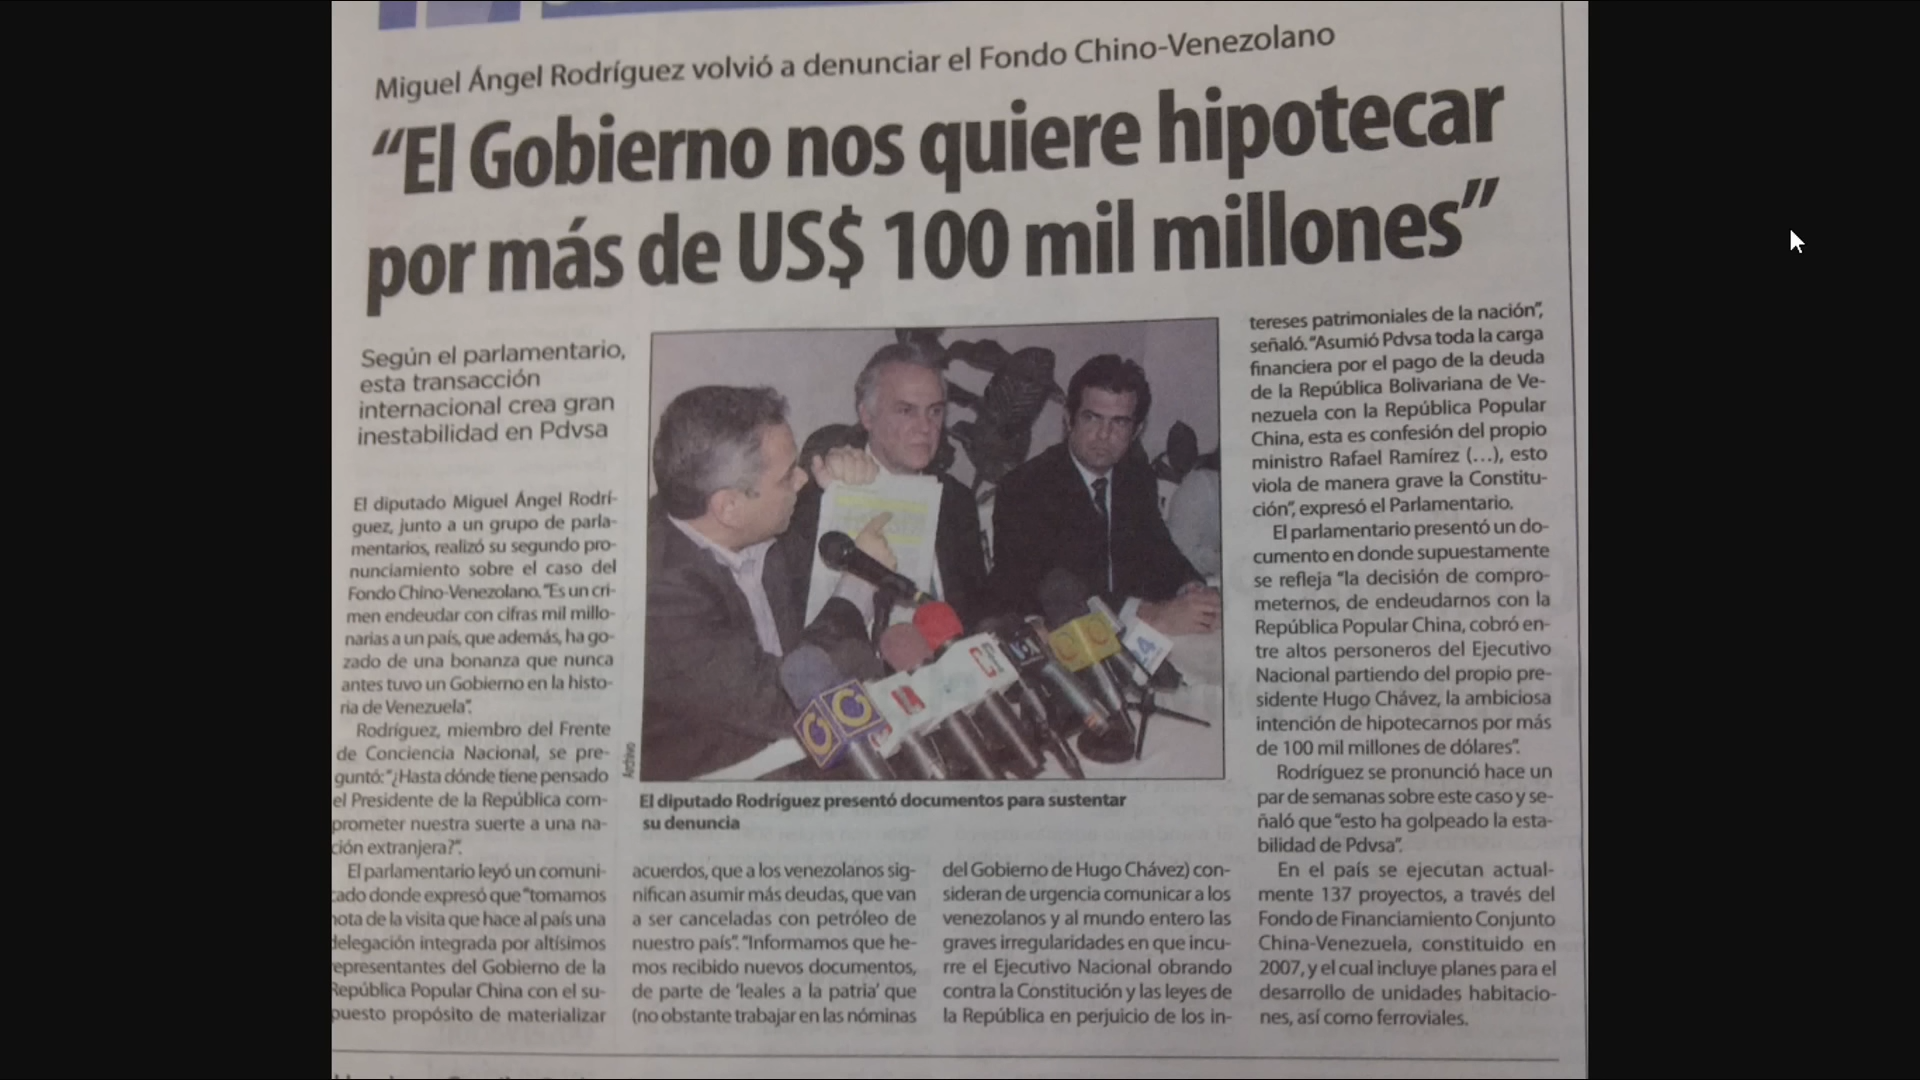 Miguel Ángel Rodríguez volvió a denunciar el Fondo Chino-Venezolano
“El Gobierno nos quiere hipotecar
por más de US$ 100 mil millones”
Según el parlamentario,
esta transacción
internacional crea gran
inestabilidad en Pdvsa
El diputado Miguel Ángel Rodrí-
guez, junto a un grupo de parla-
mentarios, realizó su segundo pro-
nunciamiento sobre el caso del
Fondo Chino-Venezolano. “Es un cri-
men endeudar con cifras mil millo-
narias a un país, que además, ha go-
zado de una bonanza que nunca
antes tuvo un Gobierno en la histo-
ria de Venezuela”.
Rodríguez, miembro del Frente
de Conciencia Nacional, se pre-
guntó: “¿Hasta dónde tiene pensado
el Presidente de la República com-
prometer nuestra suerte a una na-
ción extranjera?”.
El parlamentario leyó un comuni-
cado donde expresó que “tomamos
nota de la visita que hace al país una
delegación integrada por altísimos
representantes del Gobierno de la
República Popular China con el su-
puesto propósito de materializar
Archivo
El diputado Rodríguez presentó documentos para sustentar
su denuncia
acuerdos, que a los venezolanos sig-
nifican asumir más deudas, que van
a ser canceladas con petróleo de
nuestro país”. “Informamos que he-
mos recibido nuevos documentos,
de parte de ‘leales a la patria’ que
(no obstante trabajar en las nóminas
del Gobierno de Hugo Chávez) con-
sideran de urgencia comunicar a los
venezolanos y al mundo entero las
graves irregularidades en que incu-
rre el Ejecutivo Nacional obrando
contra la Constitución y las leyes de
la República en perjuicio de los in-
tereses patrimoniales de la nación”,
señaló. “Asumió Pdvsa toda la carga
financiera por el pago de la deuda
de la República Bolivariana de Ve-
nezuela con la República Popular
China, esta es confesión del propio
ministro Rafael Ramírez (...), esto
viola de manera grave la Constitu-
ción”, expresó el Parlamentario.
El parlamentario presentó un do-
cumento en donde supuestamente
se refleja “la decisión de compro-
meternos, de endeudarnos con la
República Popular China, cobró en-
tre altos personeros del Ejecutivo
Nacional partiendo del propio pre-
sidente Hugo Chávez, la ambiciosa
intención de hipotecarnos por más
de 100 mil millones de dólares”.
Rodríguez se pronunció hace un
par de semanas sobre este caso y se-
ñaló que “esto ha golpeado la esta-
bilidad de Pdvsa”.
En el país se ejecutan actual-
mente 137 proyectos, a través del
Fondo de Financiamiento Conjunto
China-Venezuela, constituido en
2007, y el cual incluye planes para el
desarrollo de unidades habitacio-
nes, así como ferroviales.